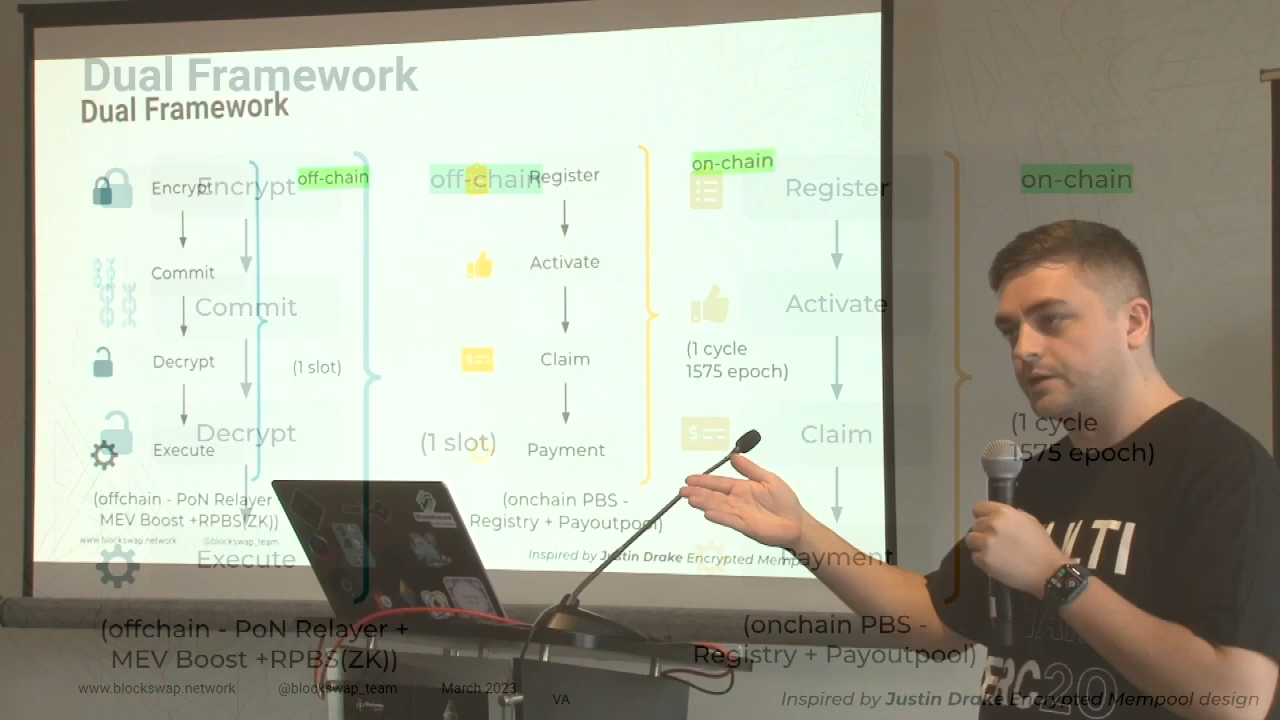 Dual Framework
Dual Framework
Encrypt
off-chain
Register
on-chain
Commit
Activate
Decrypt
(1 slot)
Claim
(1 cycle
1575 epoch)
Execute
Payment
(offchain - PoN Relayer
MEV Boost +RPBS(ZK))
(onchain PBS -
Registry + Payoutpool)
www.blockswap.network
@blockswap_team
Inspired by Justin Drake Encrypted
Encrypt
off-chain
Register
on-chain
Commit
Activate
Decrypt
(1 slot)
Claim
(1 cycle
1575 epoch)
Execute
Payment
(offchain - PoN Relayer +
MEV Boost +RPBS(ZK))
(onchain PBS -
Registry + Payoutpool)
www.blockswap.network
@blockswap_team
March 2023
VA
Inspired by Justin Drake Encrypted Mempool design
ERC20